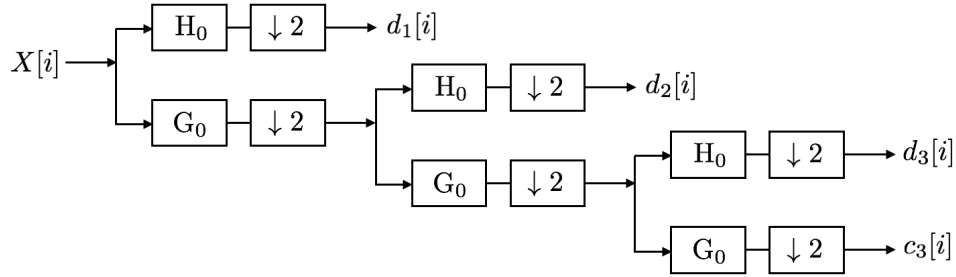 H₀ ↓ 2 d₁[i]
X[i]
H₀ ↓ 2 d₂[i]
G₀ ↓ 2
H₀ ↓ 2 d₃[i]
G₀ ↓ 2
G₀ ↓ 2 c₃[i]